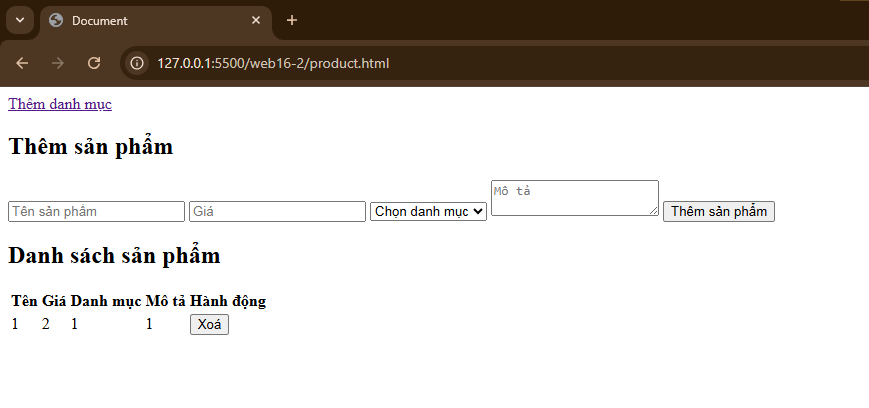 Document
127.0.0.1:5500/web16-2/product.html
Thêm danh mục
Thêm sản phẩm
Tên sản phẩm Giá Chọn danh mục Mô tả Thêm sản phẩm
Danh sách sản phẩm
Tên Giá Danh mục Mô tả Hành động
1 2 1 1 Xoá